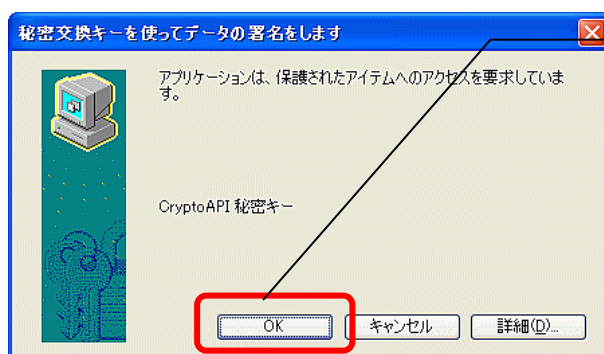 秘密交換キーを使ってデータの署名をします
アプリケーションは、保護されたアイテムへのアクセスを要求していま
す。
CryptoAPI 秘密キー
OK
キャンセル
詳細(D)...